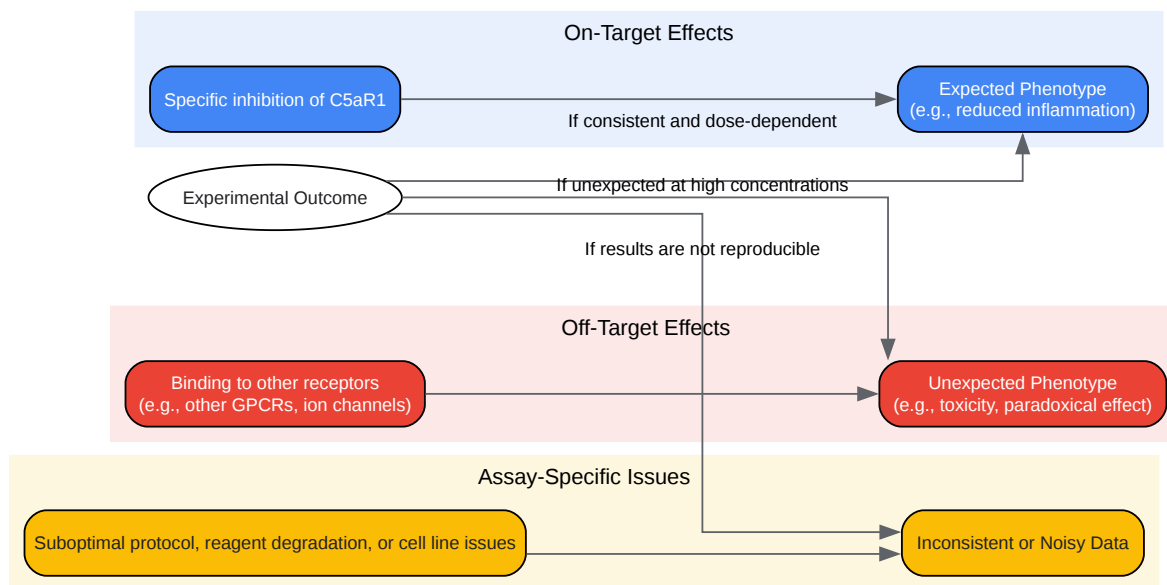 On-Target Effects
Specific inhibition of C5aR1
Expected Phenotype
(e.g., reduced inflammation)
If consistent and dose-dependent
Experimental Outcome
If unexpected at high concentrations
If results are not reproducible
Off-Target Effects
Binding to other receptors
(e.g., other GPCRs, ion channels)
Unexpected Phenotype
(e.g., toxicity, paradoxical effect)
Assay-Specific Issues
Suboptimal protocol, reagent degradation, or cell line issues
Inconsistent or Noisy Data